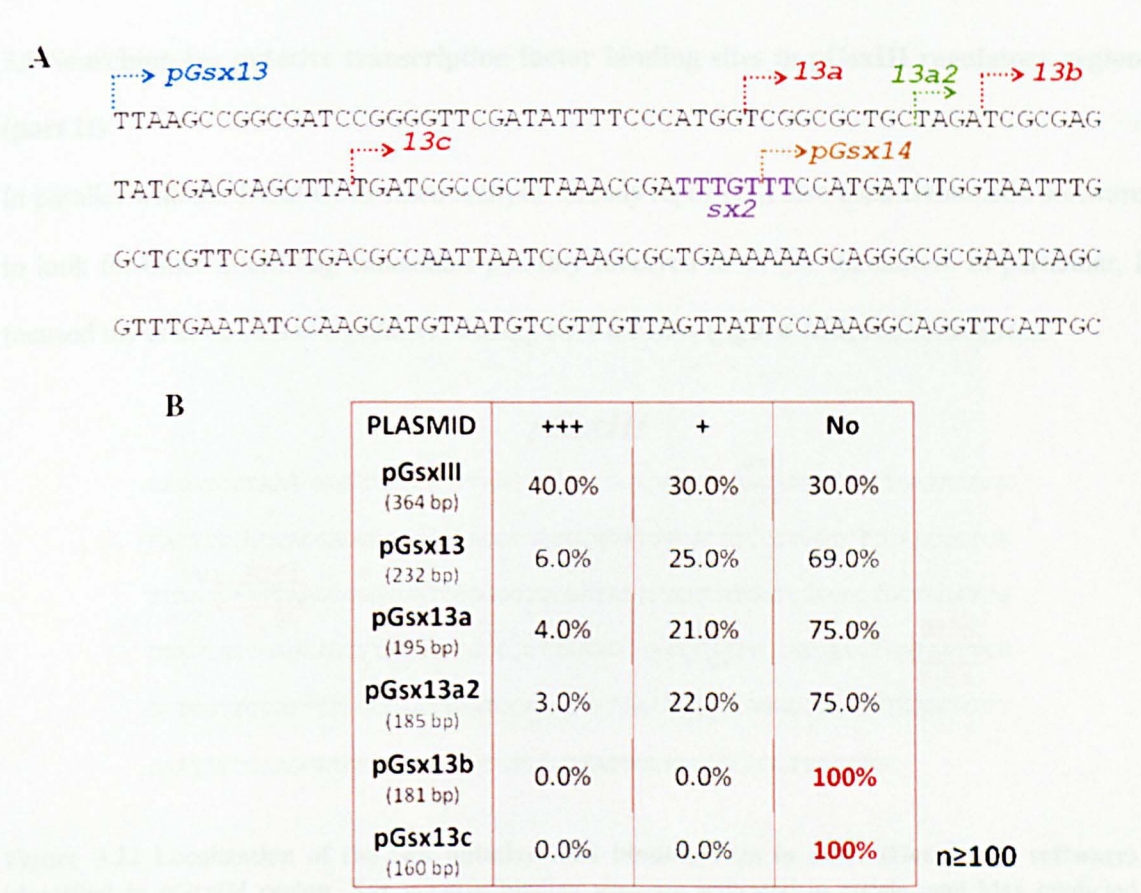 A
pGsx13 13a 13a2 13b
TTAAGCCGGCGATCCGGGGTTCGATATTTTCCCATGGTCGGCGCTGCTAGATCGCGAG
13c pGsx14
TATCGAGCAGCTTATGATCGCCGCTTAAACCGATTTGTTTCCATGATCTGGTAATTTG
sx2
GCTCGTTCGATTGACGGCAATTAATCCAAGCGCTGAAAAAAGCAGGGCGCGAATCAGC
GTTTGAATATGCAAGCATGTAATGTCGTTGTTAGTTATTCCAAAGGCAGGTTGATTGC
B
PLASMID +++ + No
pGsxIII
(364 bp) 40.0% 30.0% 30.0%
pGsx13
(232 bp) 6.0% 25.0% 69.0%
pGsx13a
(195 bp) 4.0% 21.0% 75.0%
pGsx13a2
(185 bp) 3.0% 22.0% 75.0%
pGsx13b
(181 bp) 0.0% 0.0% 100%
pGsx13c
(160 bp) 0.0% 0.0% 100%
n≥100